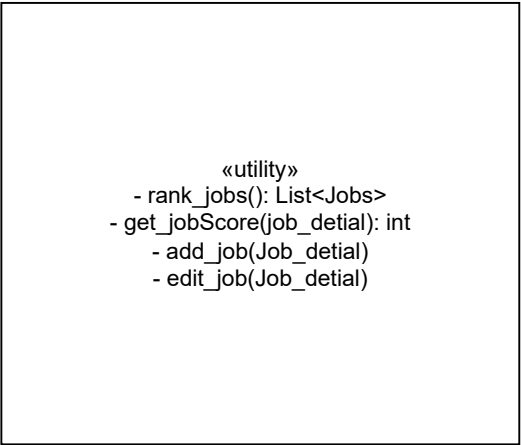 «utility»
- rank_jobs(): List<Jobs>
- get_jobScore(job_detial): int
- add_job(Job_detial)
- edit_job(Job_detial)